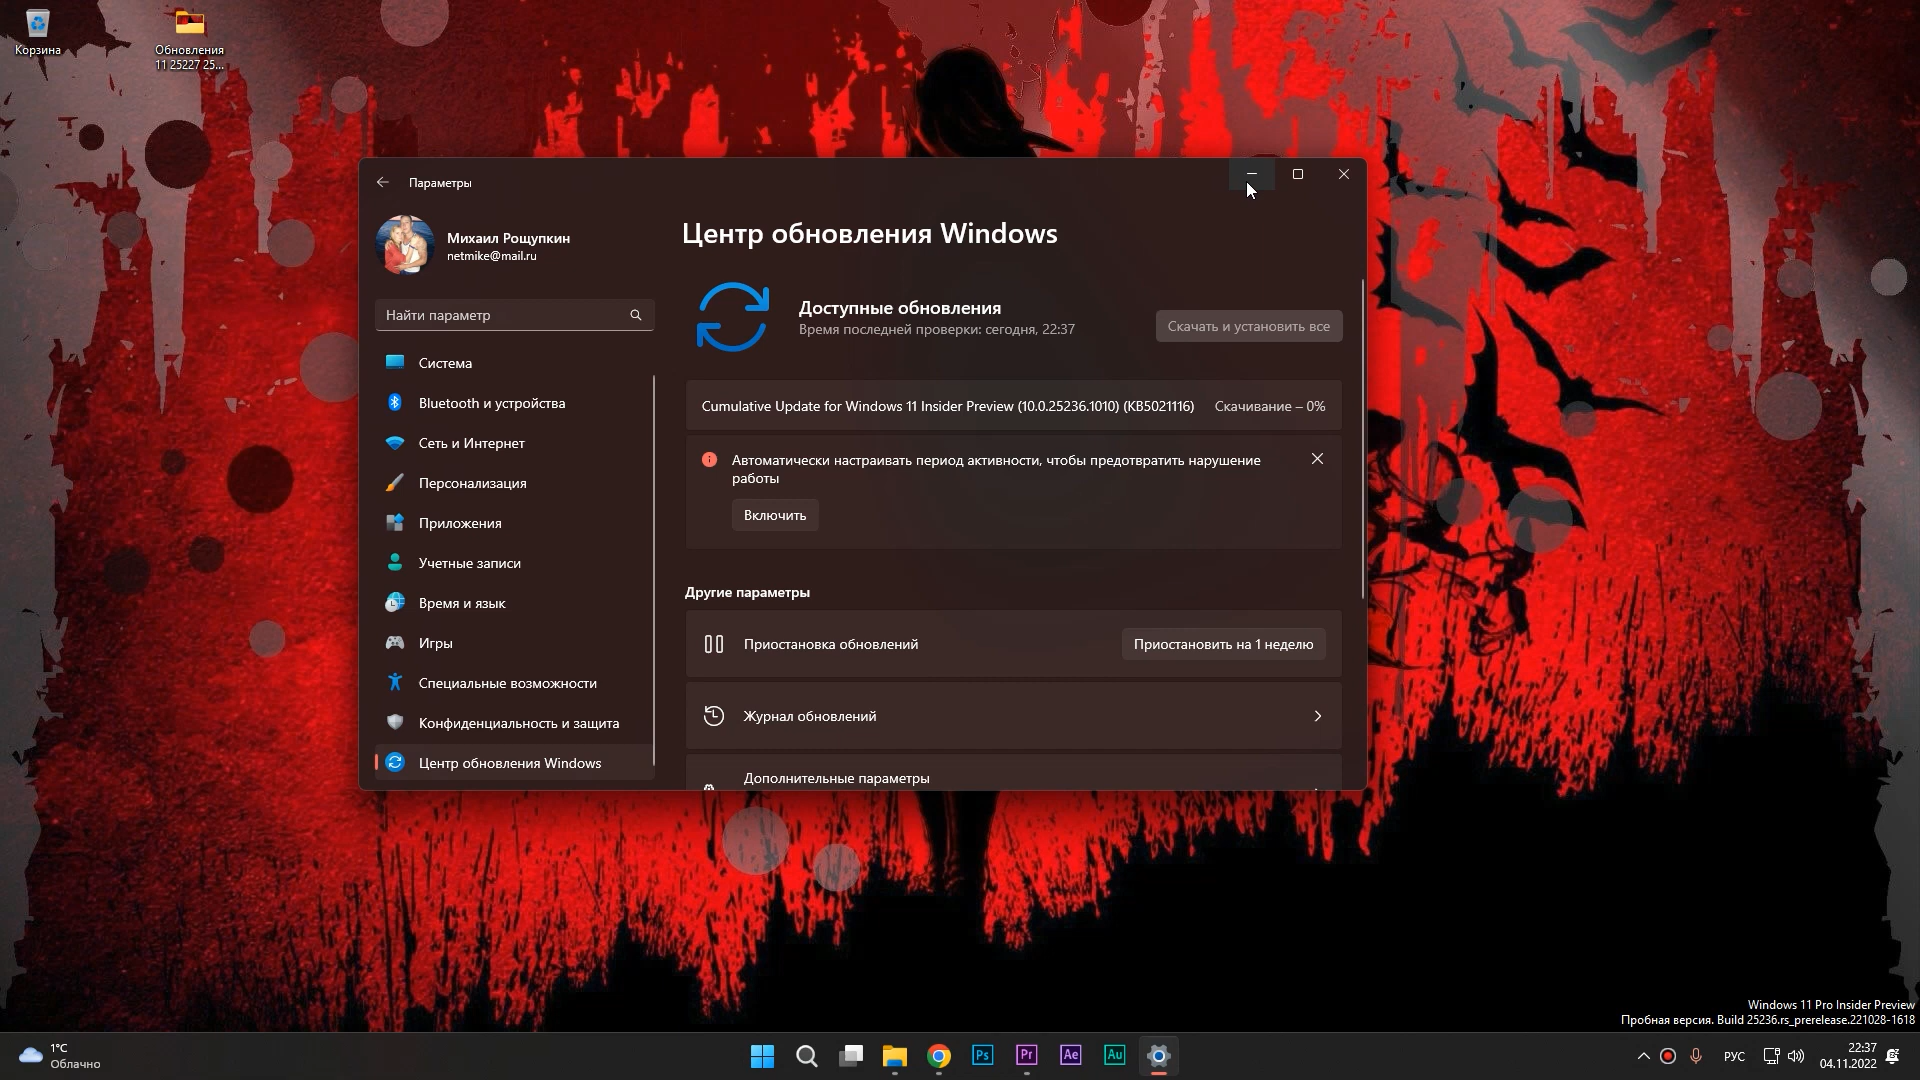 Корзина
Обновления
11 25227 25...
Параметры
Михаил Рощупкин
netmike@mail.ru
Найти параметр
Система
Bluetooth и устройства
Сеть и Интернет
Персонализация
Приложения
Учетные записи
Время и язык
Игры
Специальные возможности
Конфиденциальность и защита
Центр обновления Windows
Центр обновления Windows
Доступные обновления
Время последней проверки: сегодня, 22:37
Скачать и установить все
Cumulative Update for Windows 11 Insider Preview (10.0.25236.1010) (KB5021116)
Скачивание – 0%
Автоматически настраивать период активности, чтобы предотвратить нарушение
работы
Включить
Другие параметры
Приостановка обновлений
Приостановить на 1 неделю
Журнал обновлений
Дополнительные параметры
Windows 11 Pro Insider Preview
Пробная версия. Build 25236.rs_prerelease.221028-1618
1°C
Облачно
Ps
Pr
Ae
Au
РУС
22:37
04.11.2022